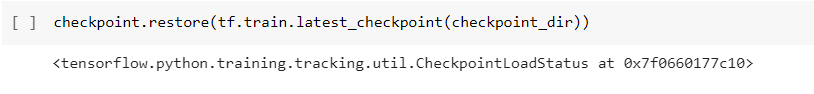 [ ] checkpoint.restore(tf.train.latest_checkpoint(checkpoint_dir))
<tensorflow.python.training.tracking.util.CheckpointLoadStatus at 0x7f0660177c10>